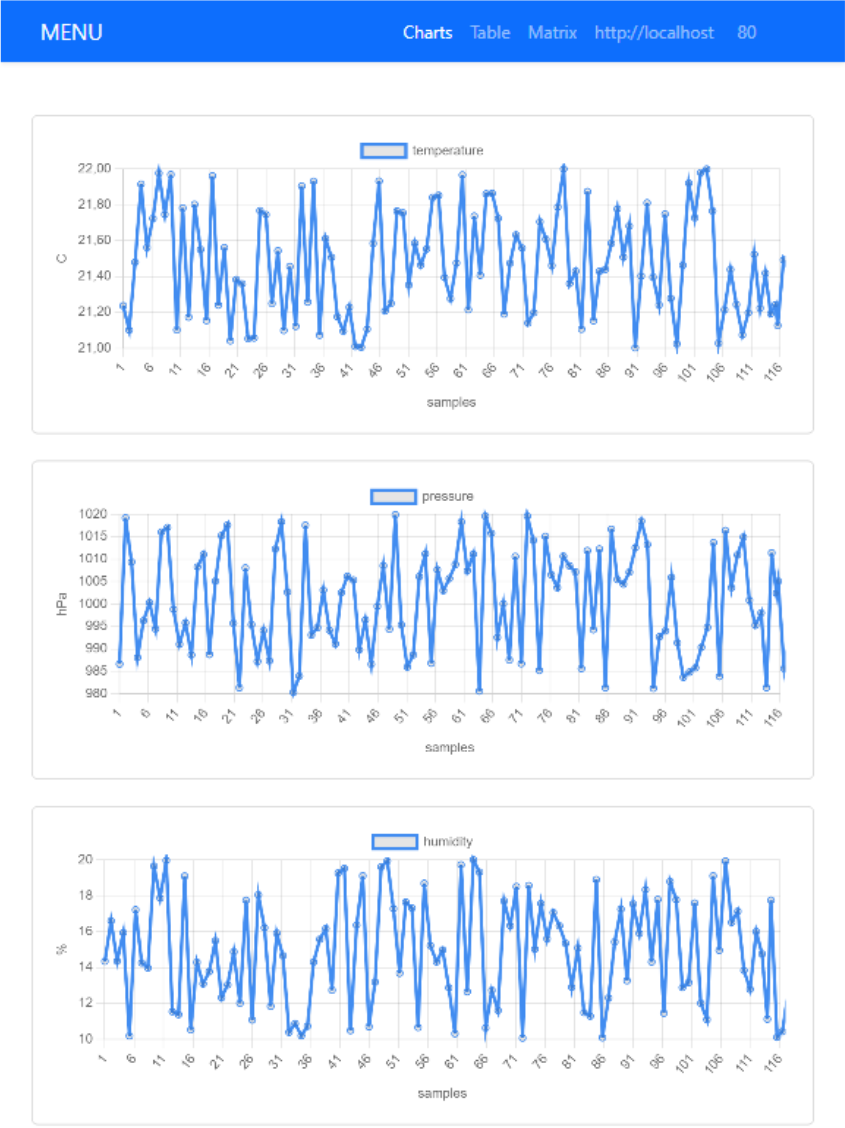 MENU Charts Table Matrix http://localhost 80
temperature
22.00
21.80
21.60
21.40
21.20
21.00
C
1 6 11 16 21 26 31 36 41 46 51 56 61 66 71 76 81 86 91 96 101 106 111 116
samples
pressure
1020
1015
1010
1005
1000
995
990
985
980
hPa
1 6 11 16 21 26 31 36 41 46 51 56 61 66 71 76 81 86 91 96 101 106 111 116
samples
humidity
20
18
16
14
12
10
%
1 6 11 16 21 26 31 36 41 46 51 56 61 66 71 76 81 86 91 96 101 106 111 116
samples